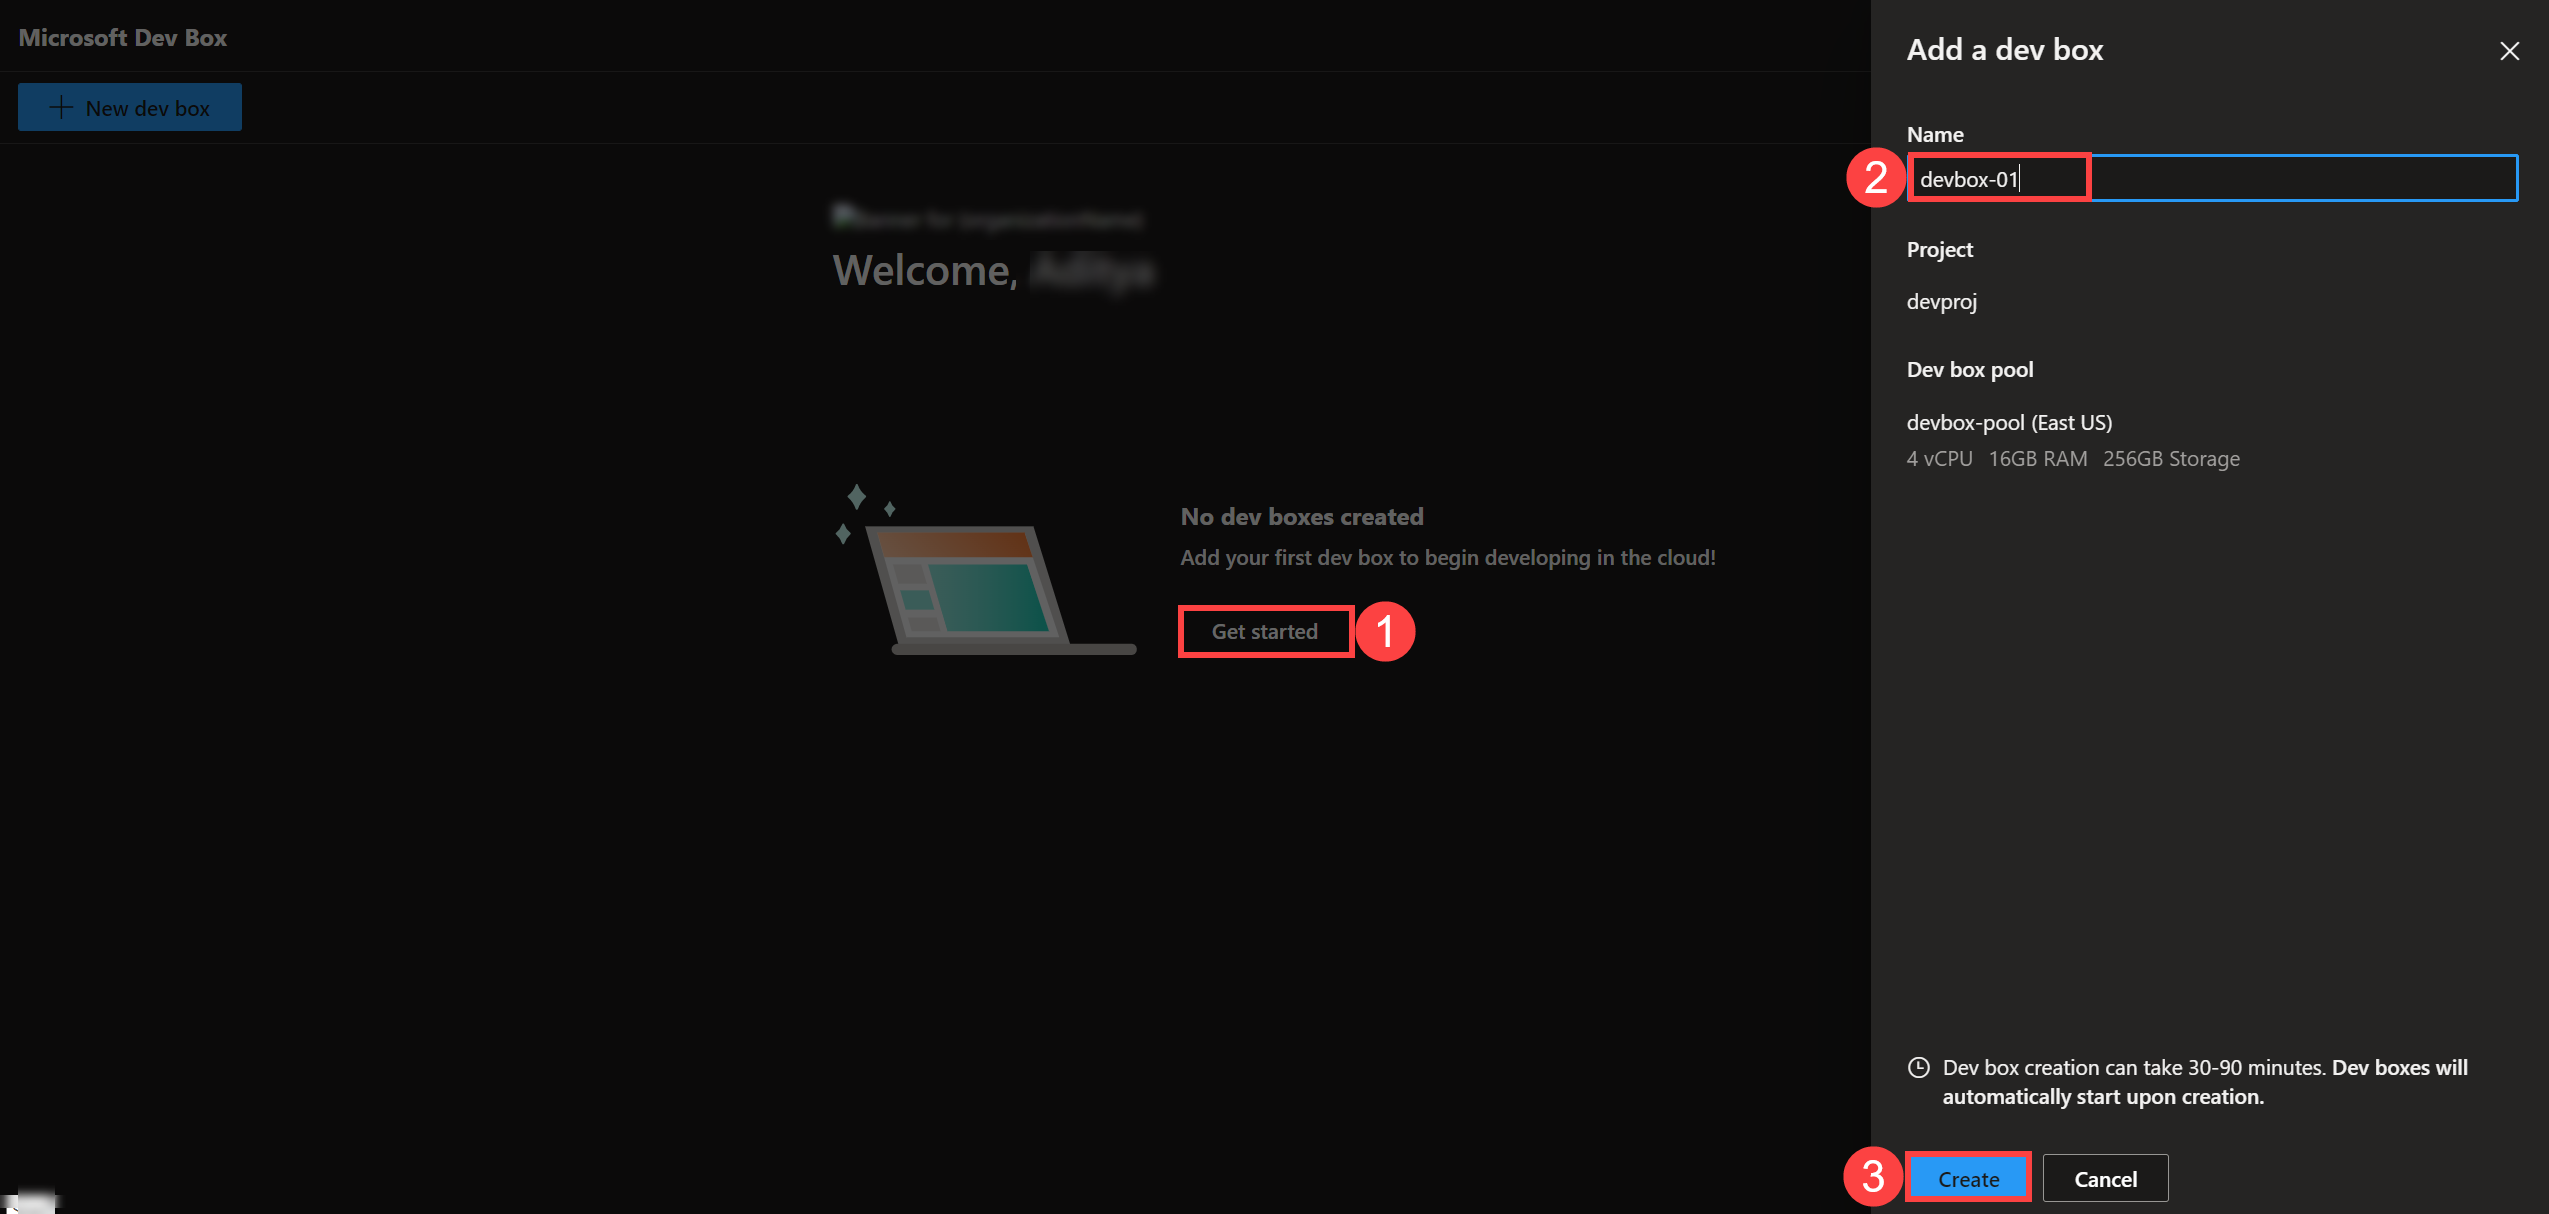 Microsoft Dev Box
New dev box
Welcome,
No dev boxes created
Add your first dev box to begin developing in the cloud!
Get started
1
Add a dev box
Name
2
devbox-01
Project
devproj
Dev box pool
devbox-pool (East US)
4 vCPU 16GB RAM 256GB Storage
Dev box creation can take 30-90 minutes. Dev boxes will
automatically start upon creation.
3
Create
Cancel